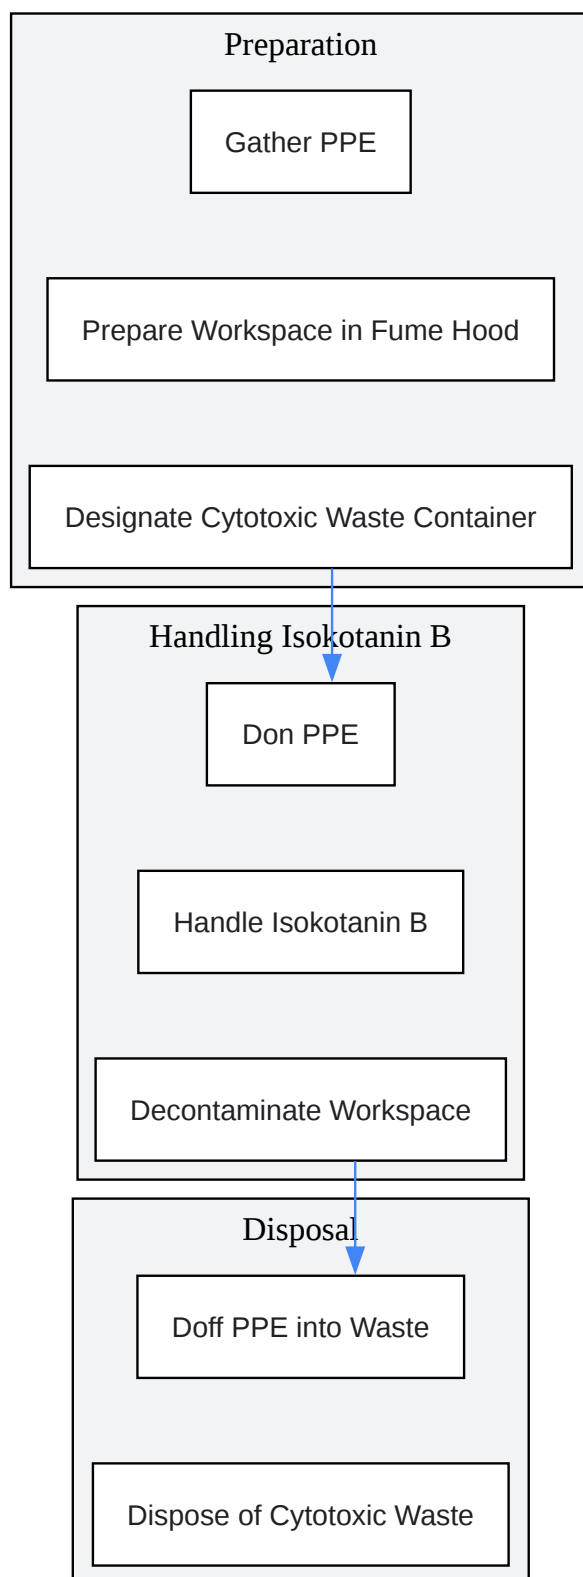 Preparation
Gather PPE
Prepare Workspace in Fume Hood
Designate Cytotoxic Waste Container
Handling Isokotanin B
Don PPE
Handle Isokotanin B
Decontaminate Workspace
Disposal
Doff PPE into Waste
Dispose of Cytotoxic Waste